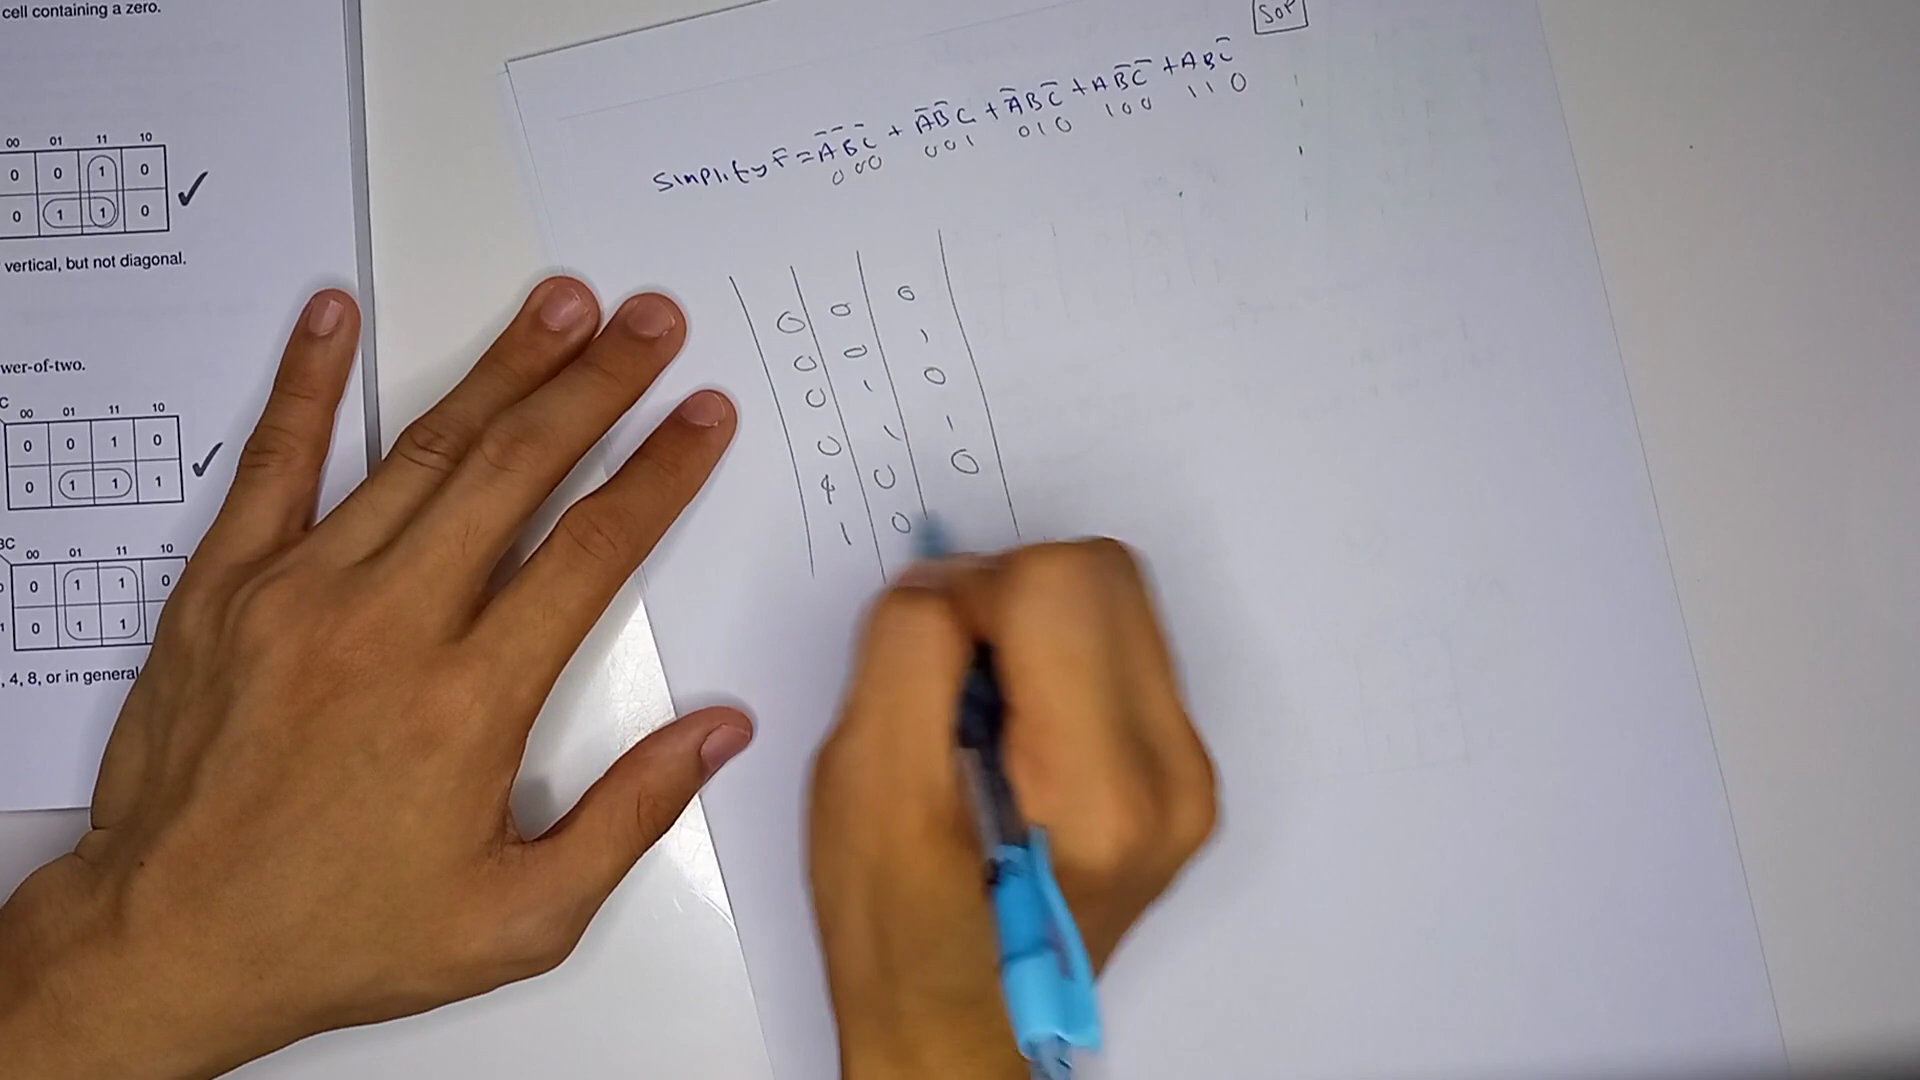 cell containing a zero.
00 01 11 10
0 0 1 0
0 1 1 0
vertical, but not diagonal.
wer-of-two.
C
00 01 11 10
0 0 1 0
0 1 1 1
BC
00 01 11 10
0 1 1 0
1 0 1 1
, 4, 8, or in general
SOP
Simplify F = A̅ B̅ C̅ + A̅ B̅ C + A̅ B C̅ + A B̅ C̅ + A B C̅
000 001 010 100 110
0 0 0
0 0 1
0 1 0
0 1 1
1 0 0
1 0